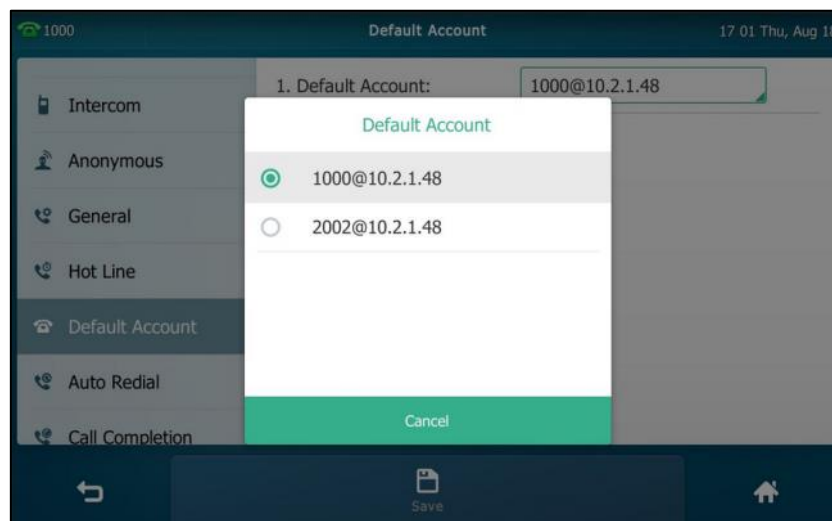 1000 Default Account 17 01 Thu, Aug 18
1. Default Account: 1000@10.2.1.48
Intercom
Anonymous
General
Hot Line
Default Account
Auto Redial
Call Completion
Default Account
1000@10.2.1.48
2002@10.2.1.48
Cancel
Save